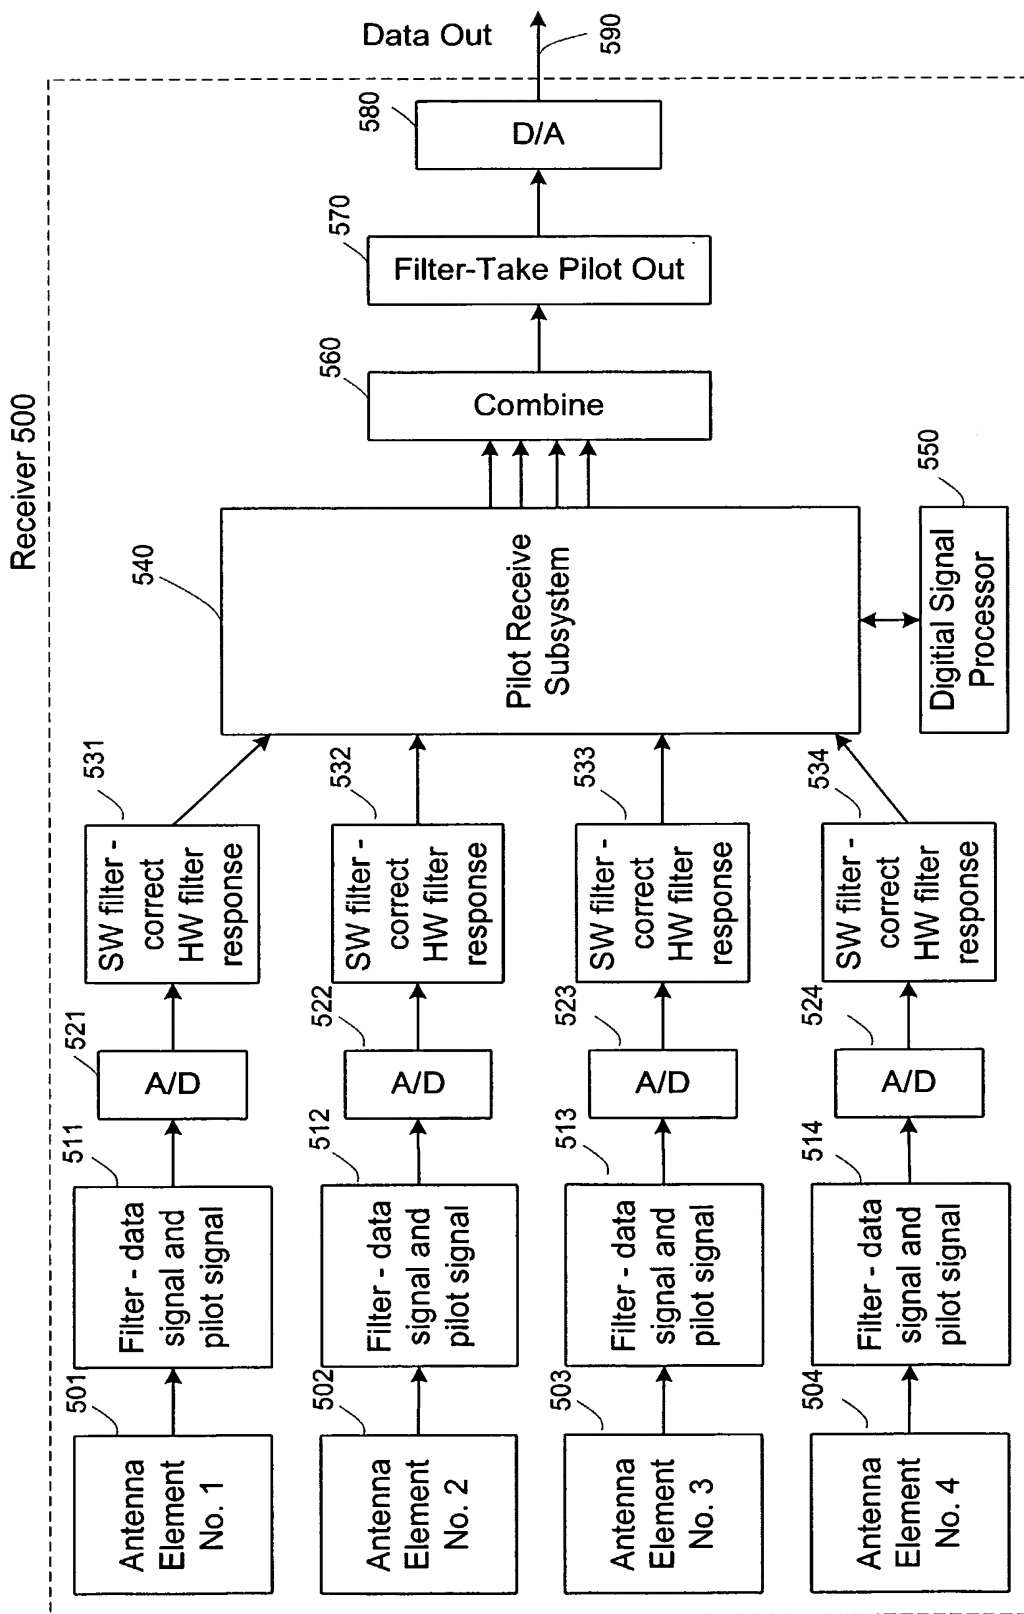 Receiver 500
501
Antenna
Element
No. 1
511
Filter - data
signal and
pilot signal
521
A/D
531
SW filter -
correct
HW filter
response
502
Antenna
Element
No. 2
512
Filter - data
signal and
pilot signal
522
A/D
532
SW filter -
correct
HW filter
response
503
Antenna
Element
No. 3
513
Filter - data
signal and
pilot signal
523
A/D
533
SW filter -
correct
HW filter
response
504
Antenna
Element
No. 4
514
Filter - data
signal and
pilot signal
524
A/D
534
SW filter -
correct
HW filter
response
540
Pilot Receive
Subsystem
550
Digitial Signal
Processor
560
Combine
570
Filter-Take Pilot Out
580
D/A
Data Out
590